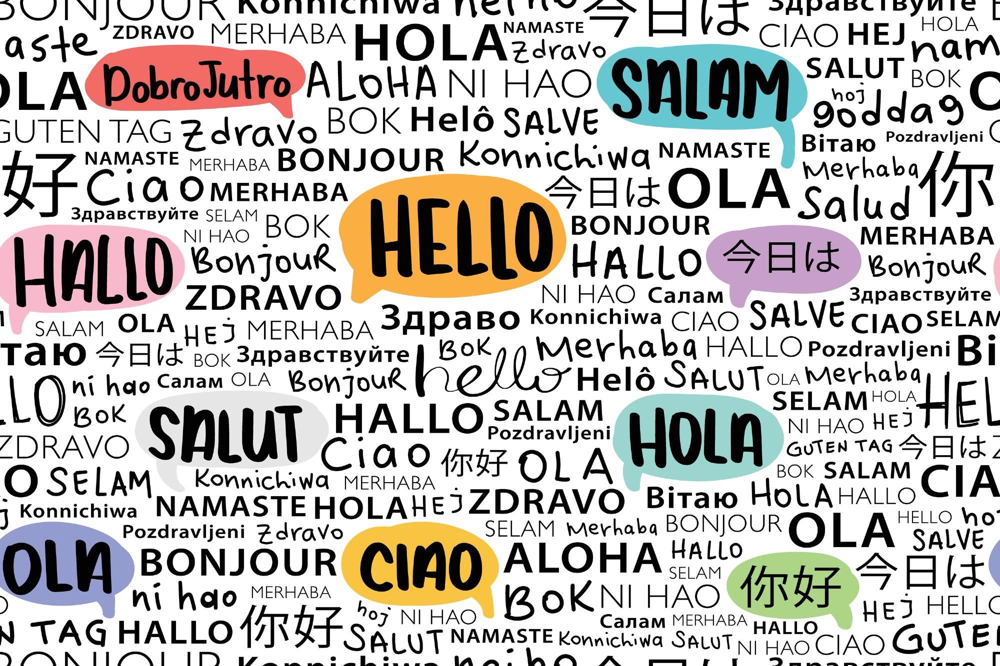 BONJOUR Konnichiwa 今日は Здравствуйте
aste ZDRAVO MERHABA HOLA NAMASTE Zdravo CIAO HEJ HOLA nam
OLA DobroJutro ALOHA NI HAO SALAM SALUT BOK hoj goddag
GUTEN TAG Zdravo BOK Helô SALVE Вітаю Pozdravljeni
好 NAMASTE MERHABA BONJOUR Konnichiwa NAMASTE Merhaba 你
Ciao MERHABA 今日は OLA Salud
Здравствуйте SELAM BOK HELLO BONJOUR MERHABA
HALLO NI HAO BonjouR HALLO 今日は BonjouR
ZDRAVO NI HAO Салам Здравствуйте
SALAM OLA HEj MERHABA Здраво Konnichiwa CIAO SALVE CIAO SELAM
таю 今日は BOK Здравствуйте BOK hello Merhaba HALLO Pozdravljeni Ві
LLO ni hao Салам OLA BonjouR Helô SALUT OLA Merhaba HEL
BOK SALUT HALLO SALAM HOLA SELAM HOLA
Pozdravljeni NI HAO HEj
ZDRAVO Ciao 你好 OLA GUTEN TAG 今日は
O SELAM Konnichiwa MERHABA BOK SALAM CIA
j Konnichiwa NAMASTE HOLA HEj ZDRAVO Вітаю HOLA HALLO
Pozdravljeni Zdravo SELAM Merhaba BONJOUR OLA HELLO hoj
OLA BONJOUR CIAO ALOHA HALLO SALVE
SELAM 你好 今日は
ni hao MERHABA BOK NI HAO HEJ HELLO
N TAG HALLO 你好 hoj NI HAO Салам MERHABA HALLO GUTEN
SALUT NAMASTE Konnichiwa SALUT NI HAO CIAO
BONJOUR Konnichiwa Здравствуйте